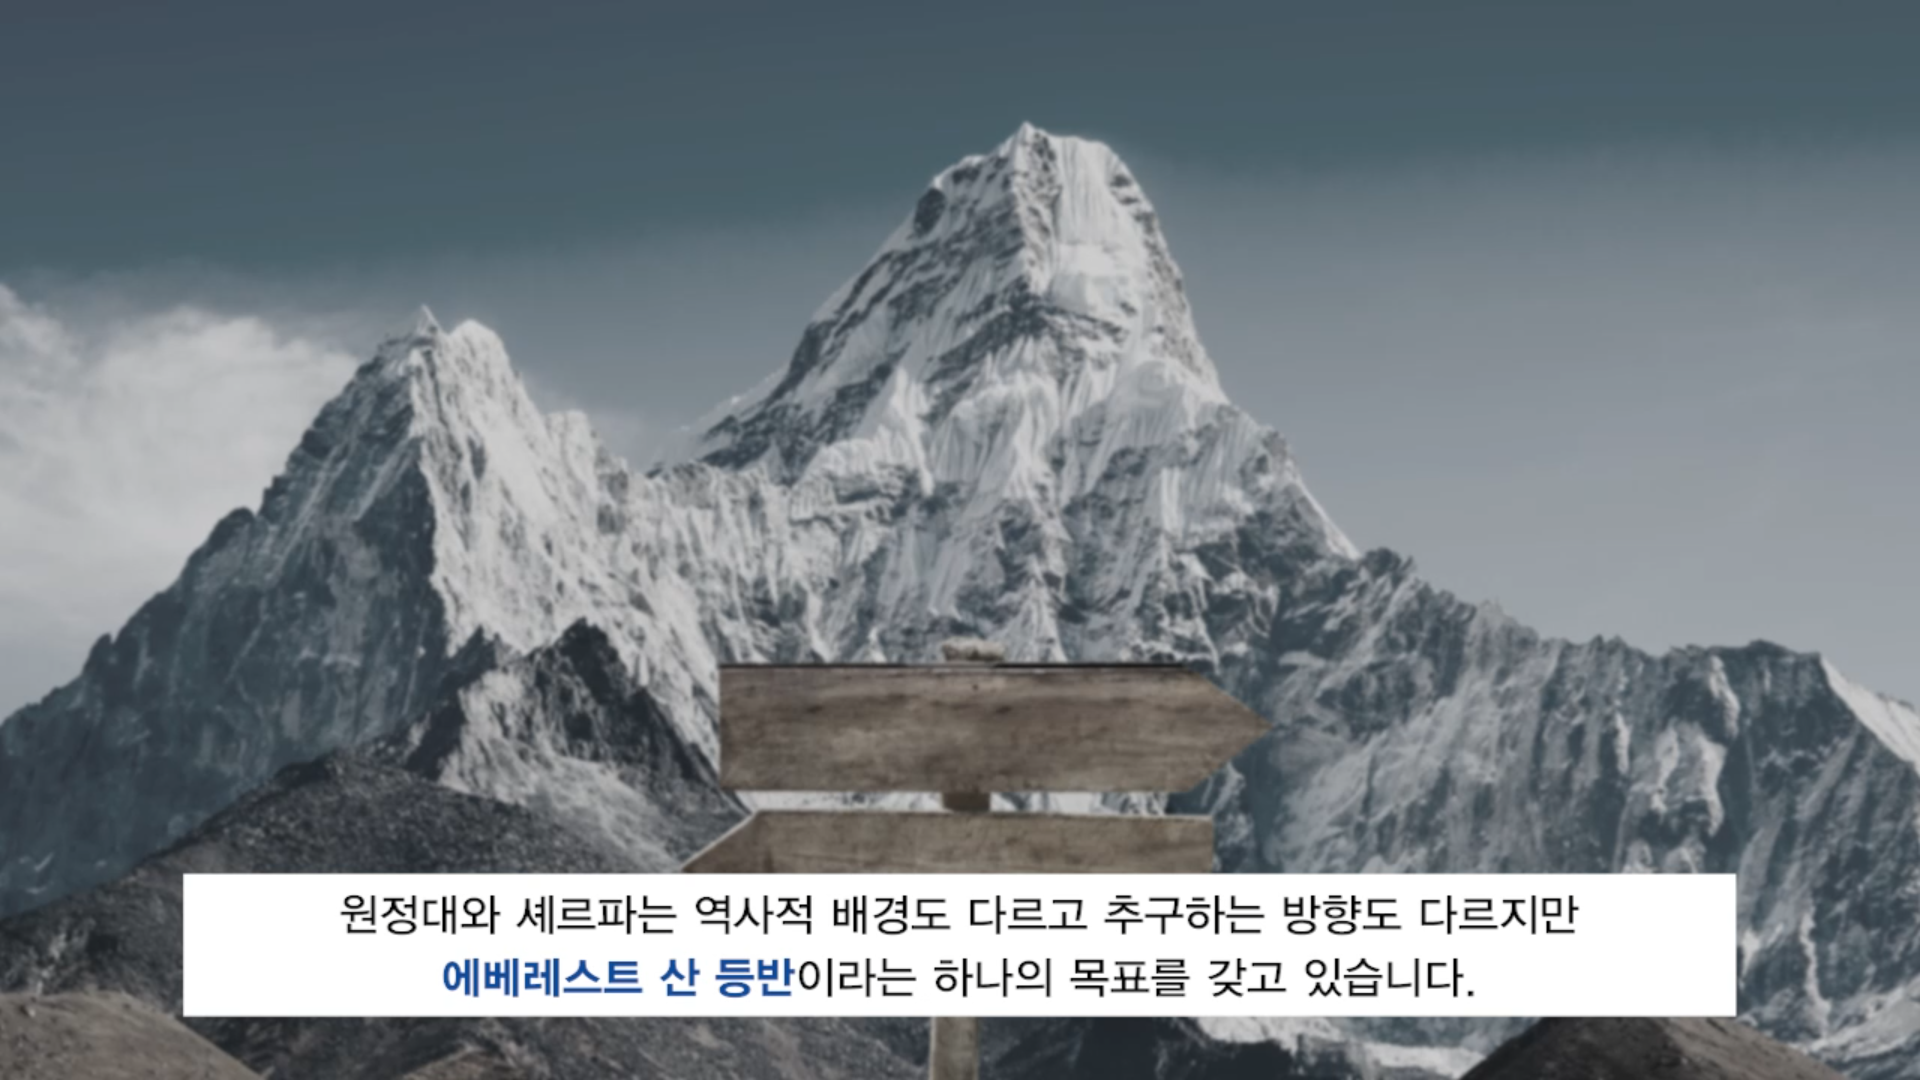 원정대와 셰르파는 역사적 배경도 다르고 추구하는 방향도 다르지만
에베레스트 산 등반이라는 하나의 목표를 갖고 있습니다.